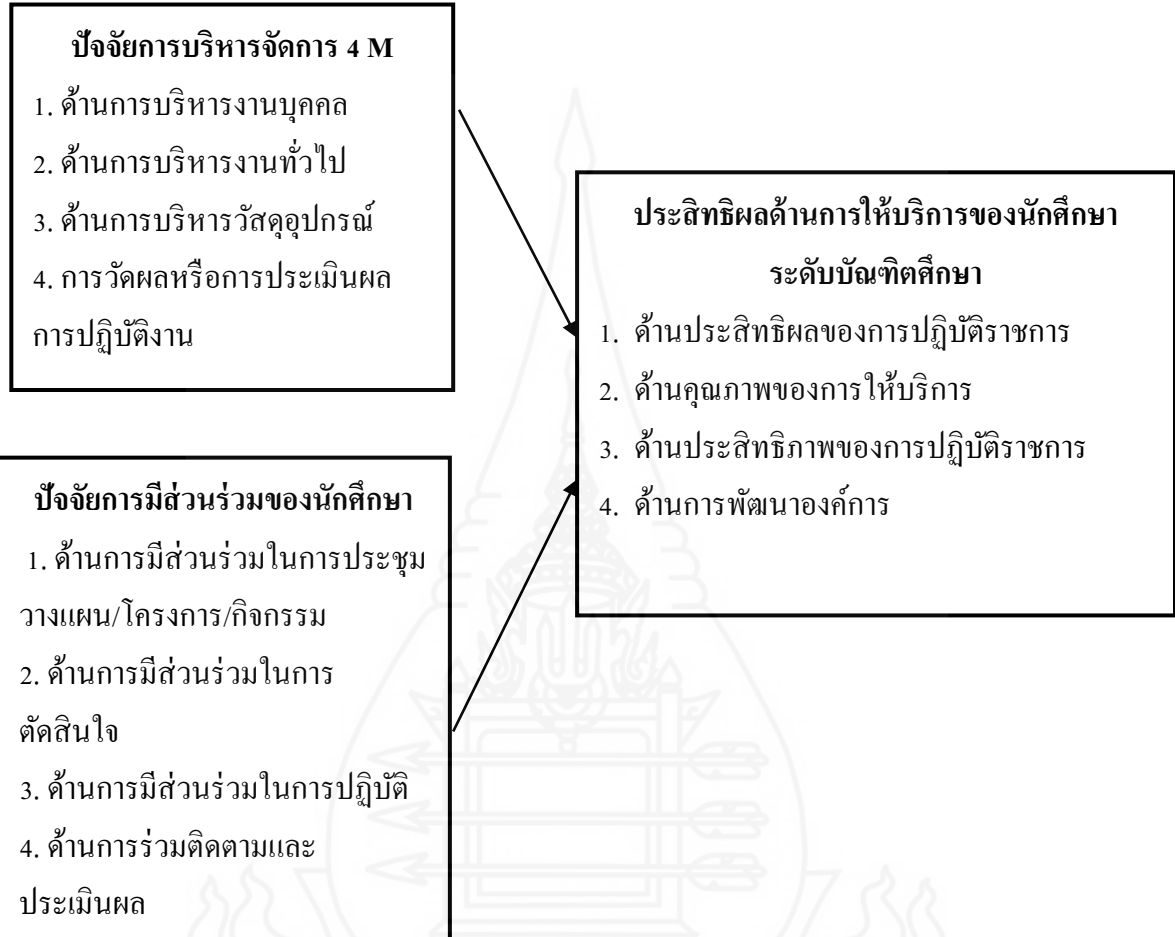 ปัจจัยการบริหารจัดการ 4 M
1. ด้านการบริหารงานบุคคล
2. ด้านการบริหารงานทั่วไป
3. ด้านการบริหารวัสดุอุปกรณ์
4. การวัดผลหรือการประเมินผล
การปฏิบัติงาน
ปัจจัยการมีส่วนร่วมของนักศึกษา
1. ด้านการมีส่วนร่วมในการประชุม
วางแผน/โครงการ/กิจกรรม
2. ด้านการมีส่วนร่วมในการ
ตัดสินใจ
3. ด้านการมีส่วนร่วมในการปฏิบัติ
4. ด้านการร่วมติดตามและ
ประเมินผล
ประสิทธิผลด้านการให้บริการของนักศึกษา
ระดับบัณฑิตศึกษา
1. ด้านประสิทธิผลของการปฏิบัติราชการ
2. ด้านคุณภาพของการให้บริการ
3. ด้านประสิทธิภาพของการปฏิบัติราชการ
4. ด้านการพัฒนาองค์การ